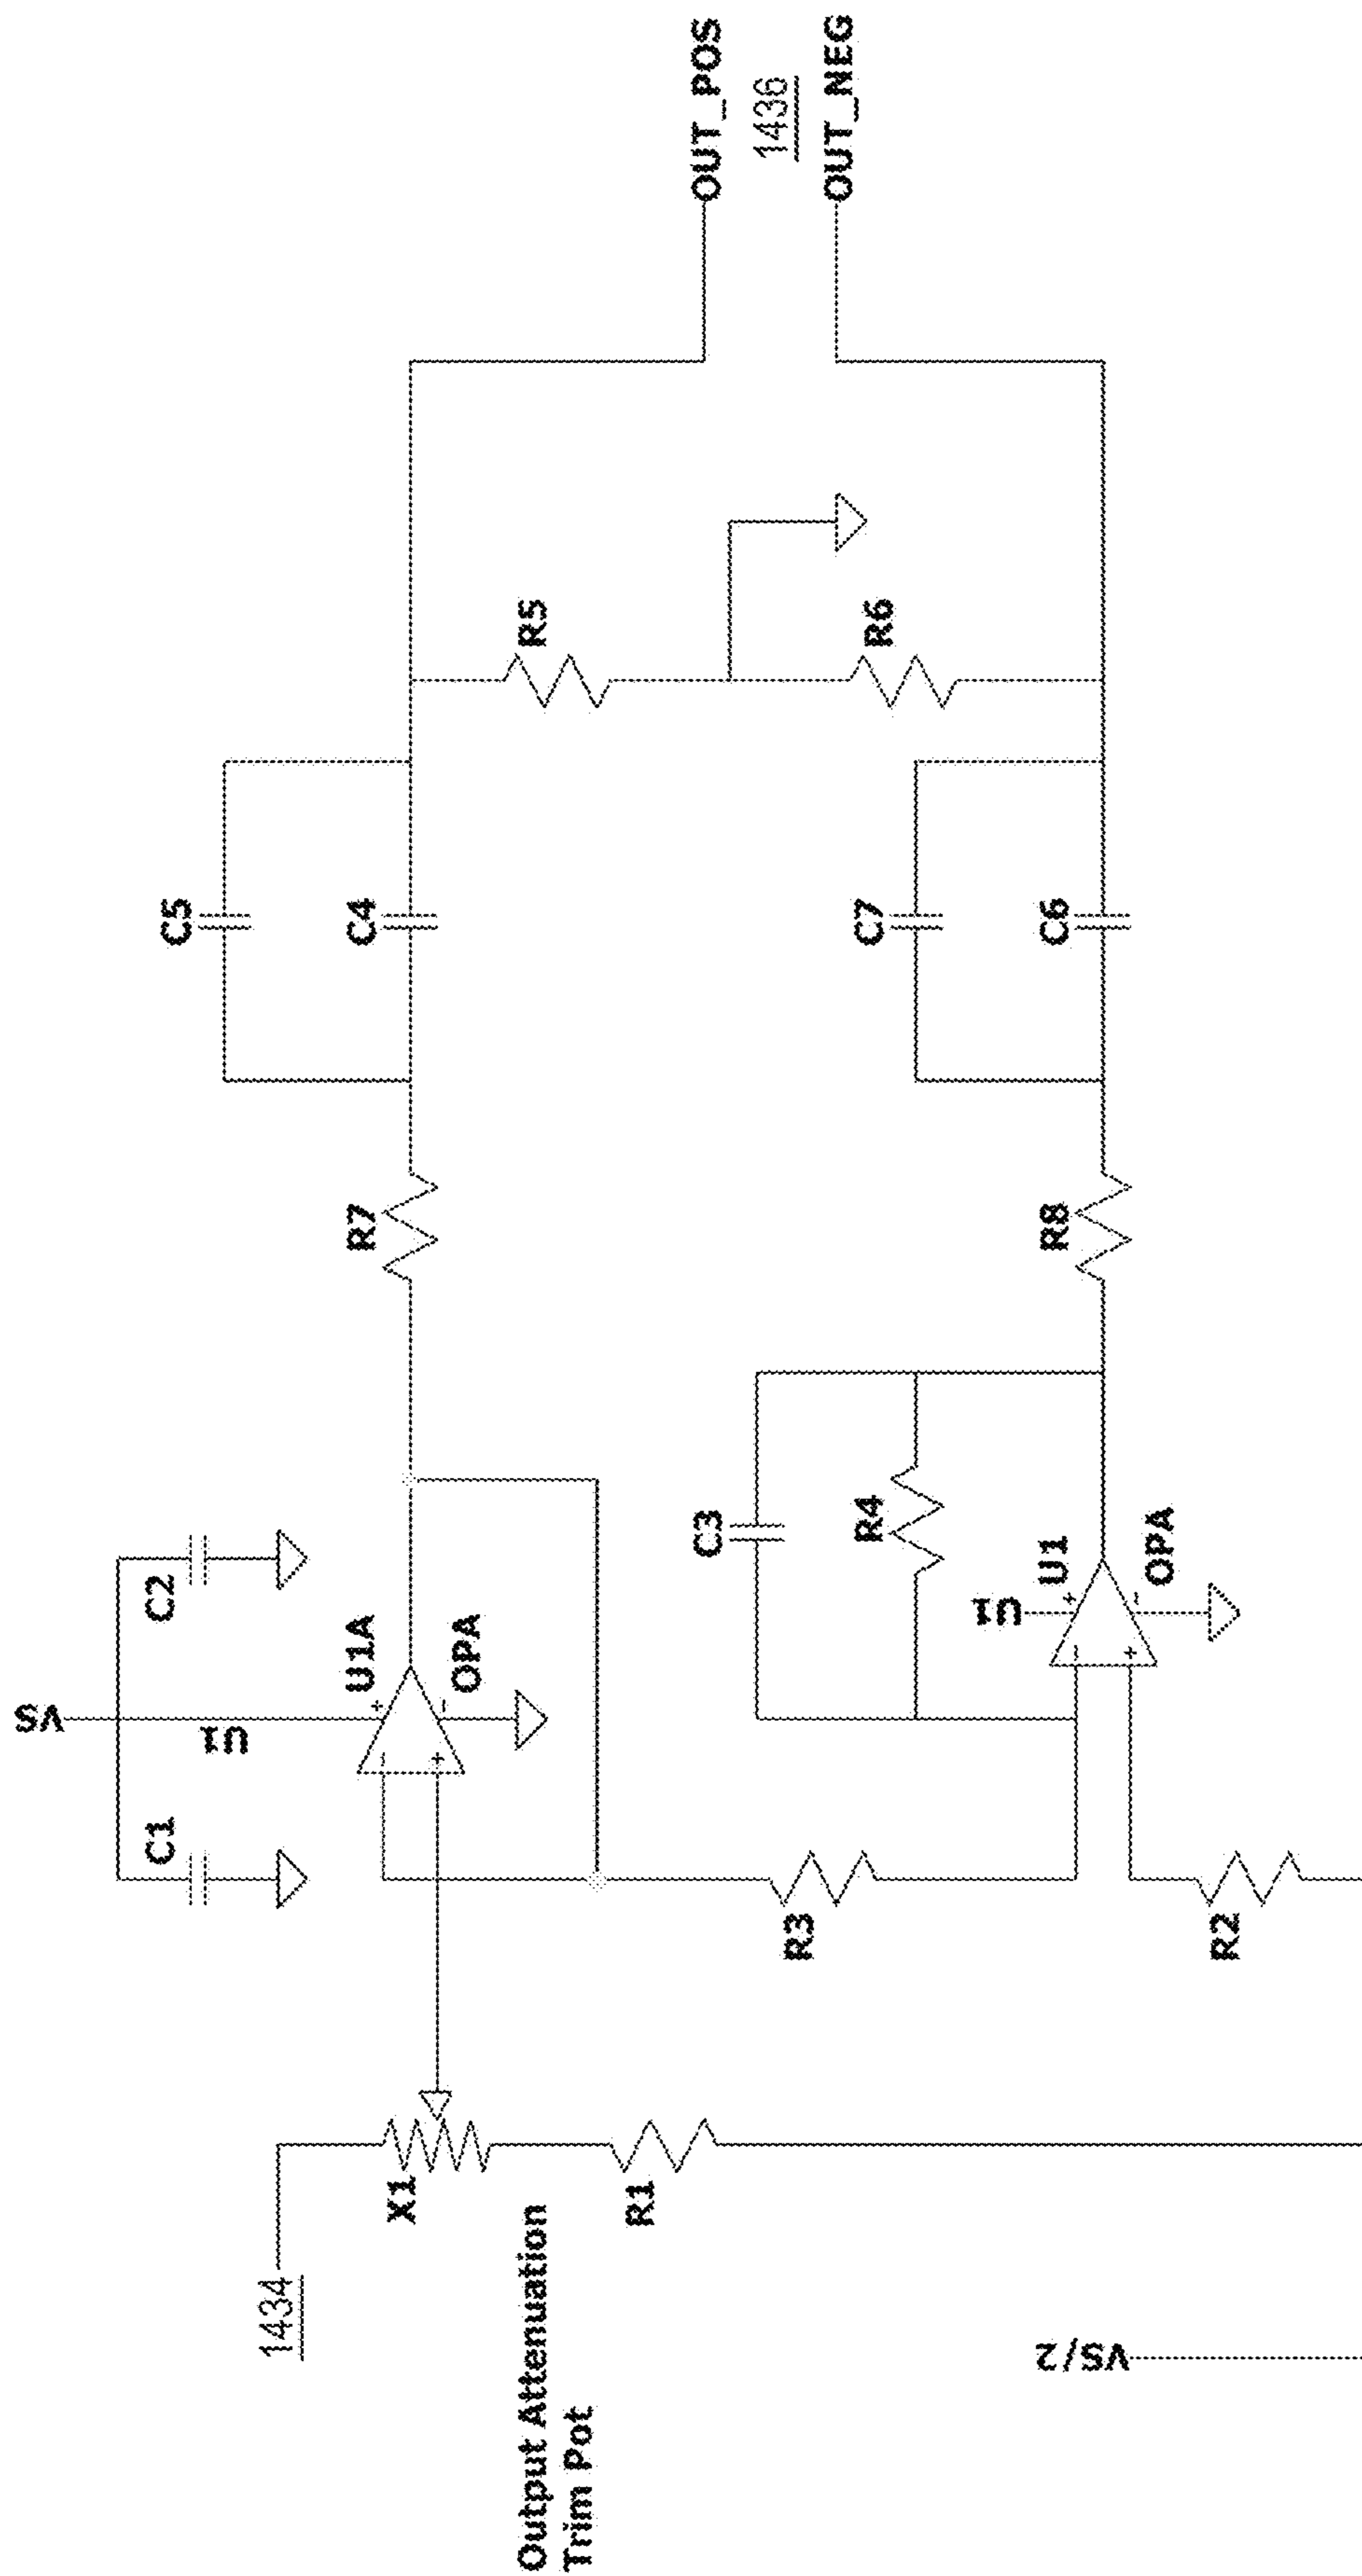 VS
C1
C2
U1
U1A
OPA
1434
X1
Output Attenuation
Trim Pot
R1
R3
R2
C3
R4
U1
U1
OPA
VS/2
R7
C5
C4
R8
C7
C6
R5
R6
OUT_POS
1436
OUT_NEG